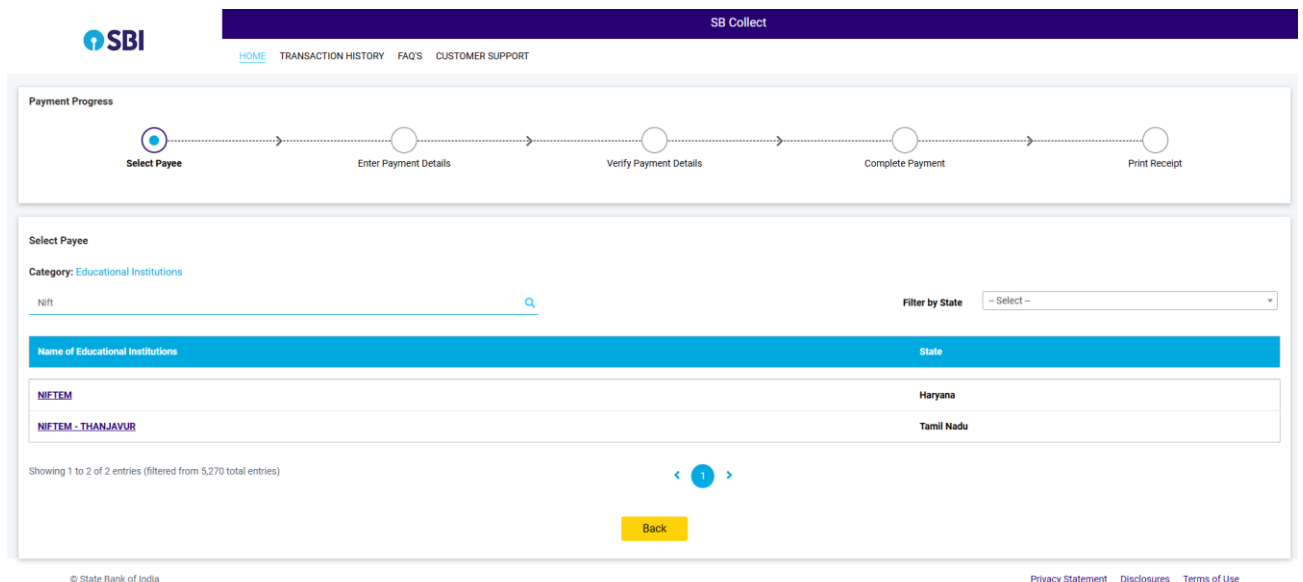 SBI
SB Collect
HOME TRANSACTION HISTORY FAQ'S CUSTOMER SUPPORT
Payment Progress
Select Payee Enter Payment Details Verify Payment Details Complete Payment Print Receipt
Select Payee
Category: Educational Institutions
Nift Filter by State -- Select --
Name of Educational Institutions State
NIFTEM Haryana
NIFTEM - THANJAVUR Tamil Nadu
Showing 1 to 2 of 2 entries (filtered from 5,270 total entries) < 1 >
Back
© State Bank of India Privacy Statement Disclosures Terms of Use